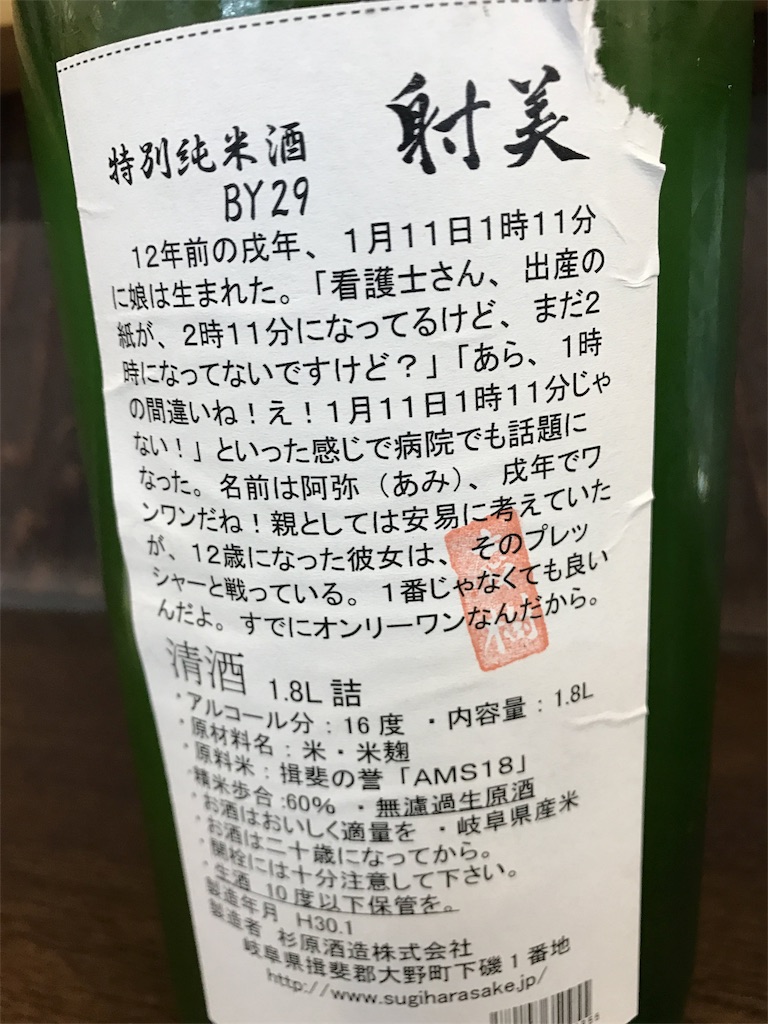 射美
特別純米酒
BY29
12年前の戌年、1月11日1時11分
に娘は生まれた。「看護士さん、出産の
紙が、2時11分になってるけど、まだ2
時になってないですけど？」「あら、1時
の間違いね！え！1月11日1時11分じゃ
ない！」といった感じで病院でも話題に
なった。名前は阿弥（あみ）、戌年でワ
ンワンだね！親としては安易に考えていた
が、12歳になった彼女は、そのプレッ
シャーと戦っている。1番じゃなくても良い
んだよ。すでにオンリーワンなんだから。
樹
清酒 1.8L 詰
・アルコール分：16度 ・内容量：1.8L
・原材料名：米・米麹
・原料米：揖斐の誉「AMS18」
・精米歩合:60% ・無濾過生原酒
・お酒はおいしく適量を ・岐阜県産米
・お酒は二十歳になってから。
・開栓には十分注意して下さい。
・生酒 10度以下保管を。
製造年月 H30.1
製造者 杉原酒造株式会社
岐阜県揖斐郡大野町下磯1番地
http://www.sugiharasake.jp/